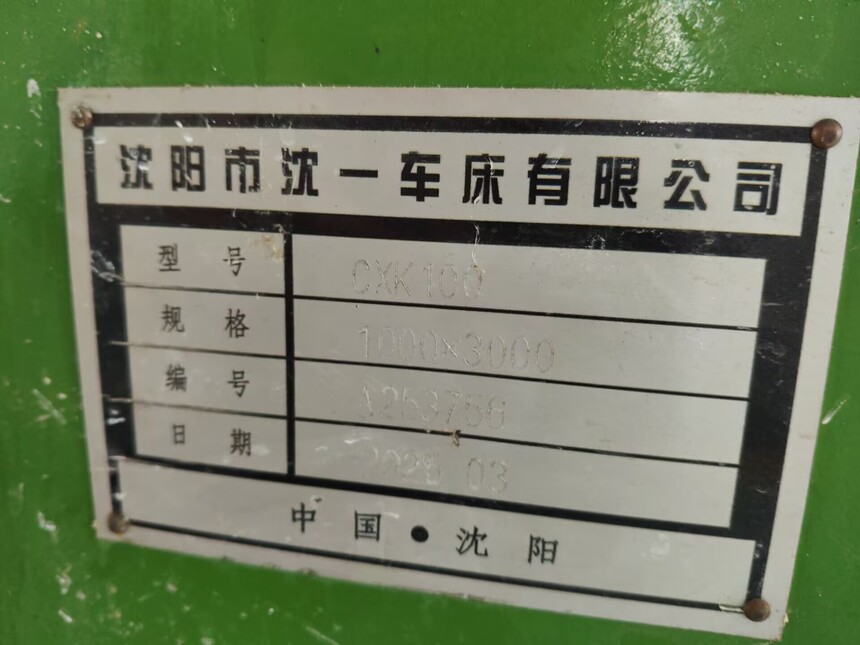 沈阳市沈一车床有限公司
型号 CXK100
规格 1000×3000
编号
日期 03
中国●沈阳